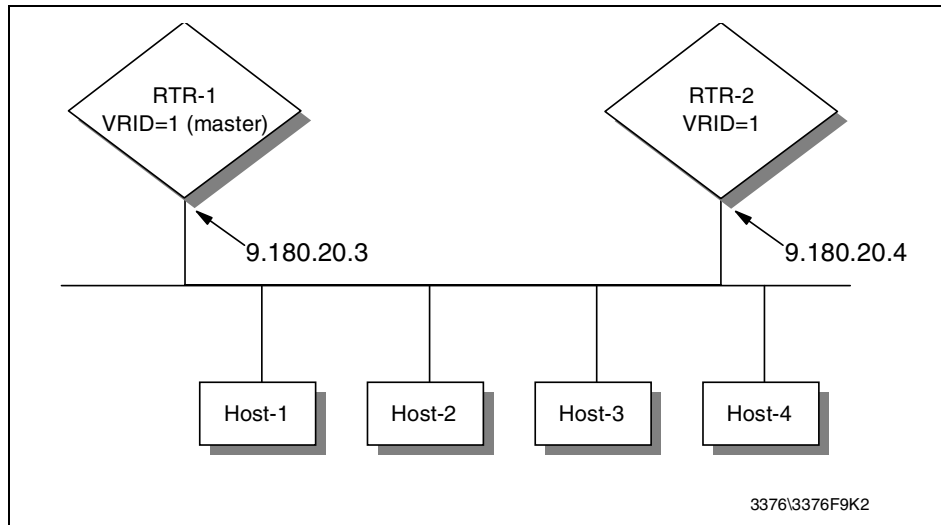 RTR-1
VRID=1 (master)
RTR-2
VRID=1
9.180.20.3
9.180.20.4
Host-1
Host-2
Host-3
Host-4
3376\3376F9K2